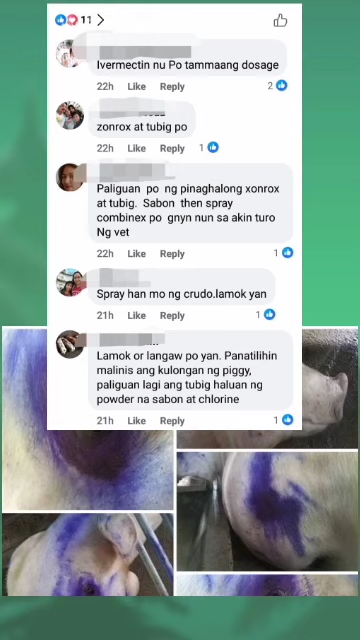 11 >
Ivermectin nu Po tammaang dosage
22h Like Reply 2
zonrox at tubig po
22h Like Reply 1
Paliguan po ng pinaghalong xonrox
at tubig. Sabon then spray
combinex po gnyn nun sa akin turo
Ng vet
22h Like Reply 1
Spray han mo ng crudo.lamok yan
21h Like Reply 1
Lamok or langaw po yan. Panatilihin
malinis ang kulongan ng piggy,
paliguan lagi ang tubig haluan ng
powder na sabon at chlorine
21h Like Reply 1